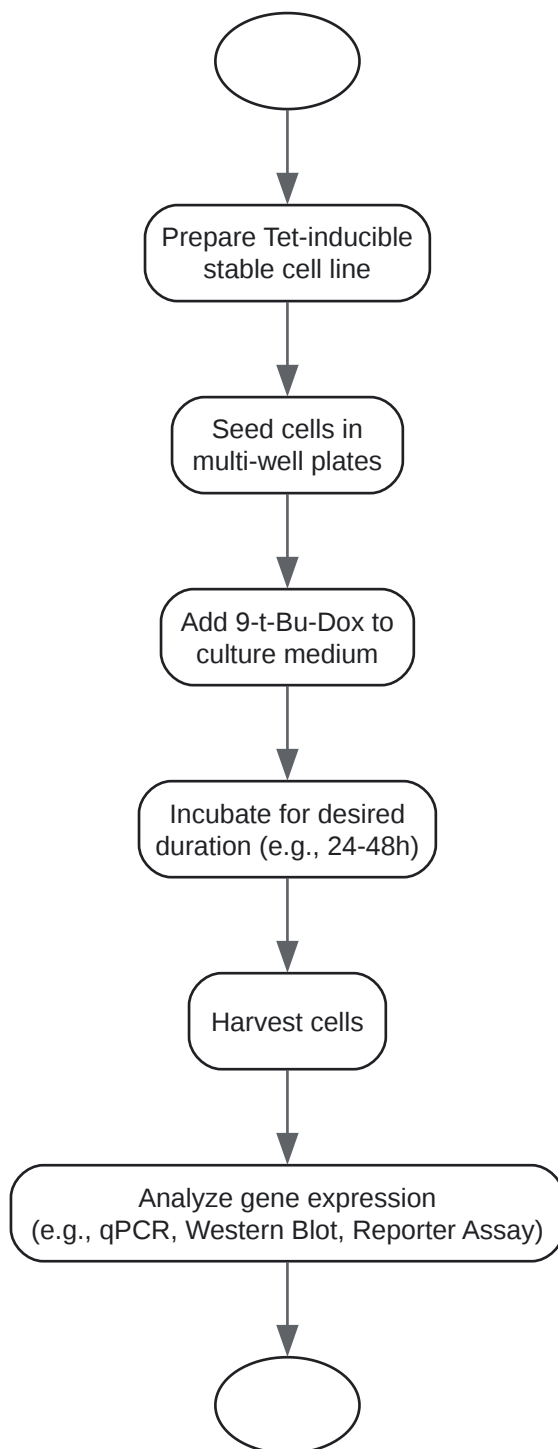 Prepare Tet-inducible
stable cell line
Seed cells in
multi-well plates
Add 9-t-Bu-Dox to
culture medium
Incubate for desired
duration (e.g., 24-48h)
Harvest cells
Analyze gene expression
(e.g., qPCR, Western Blot, Reporter Assay)